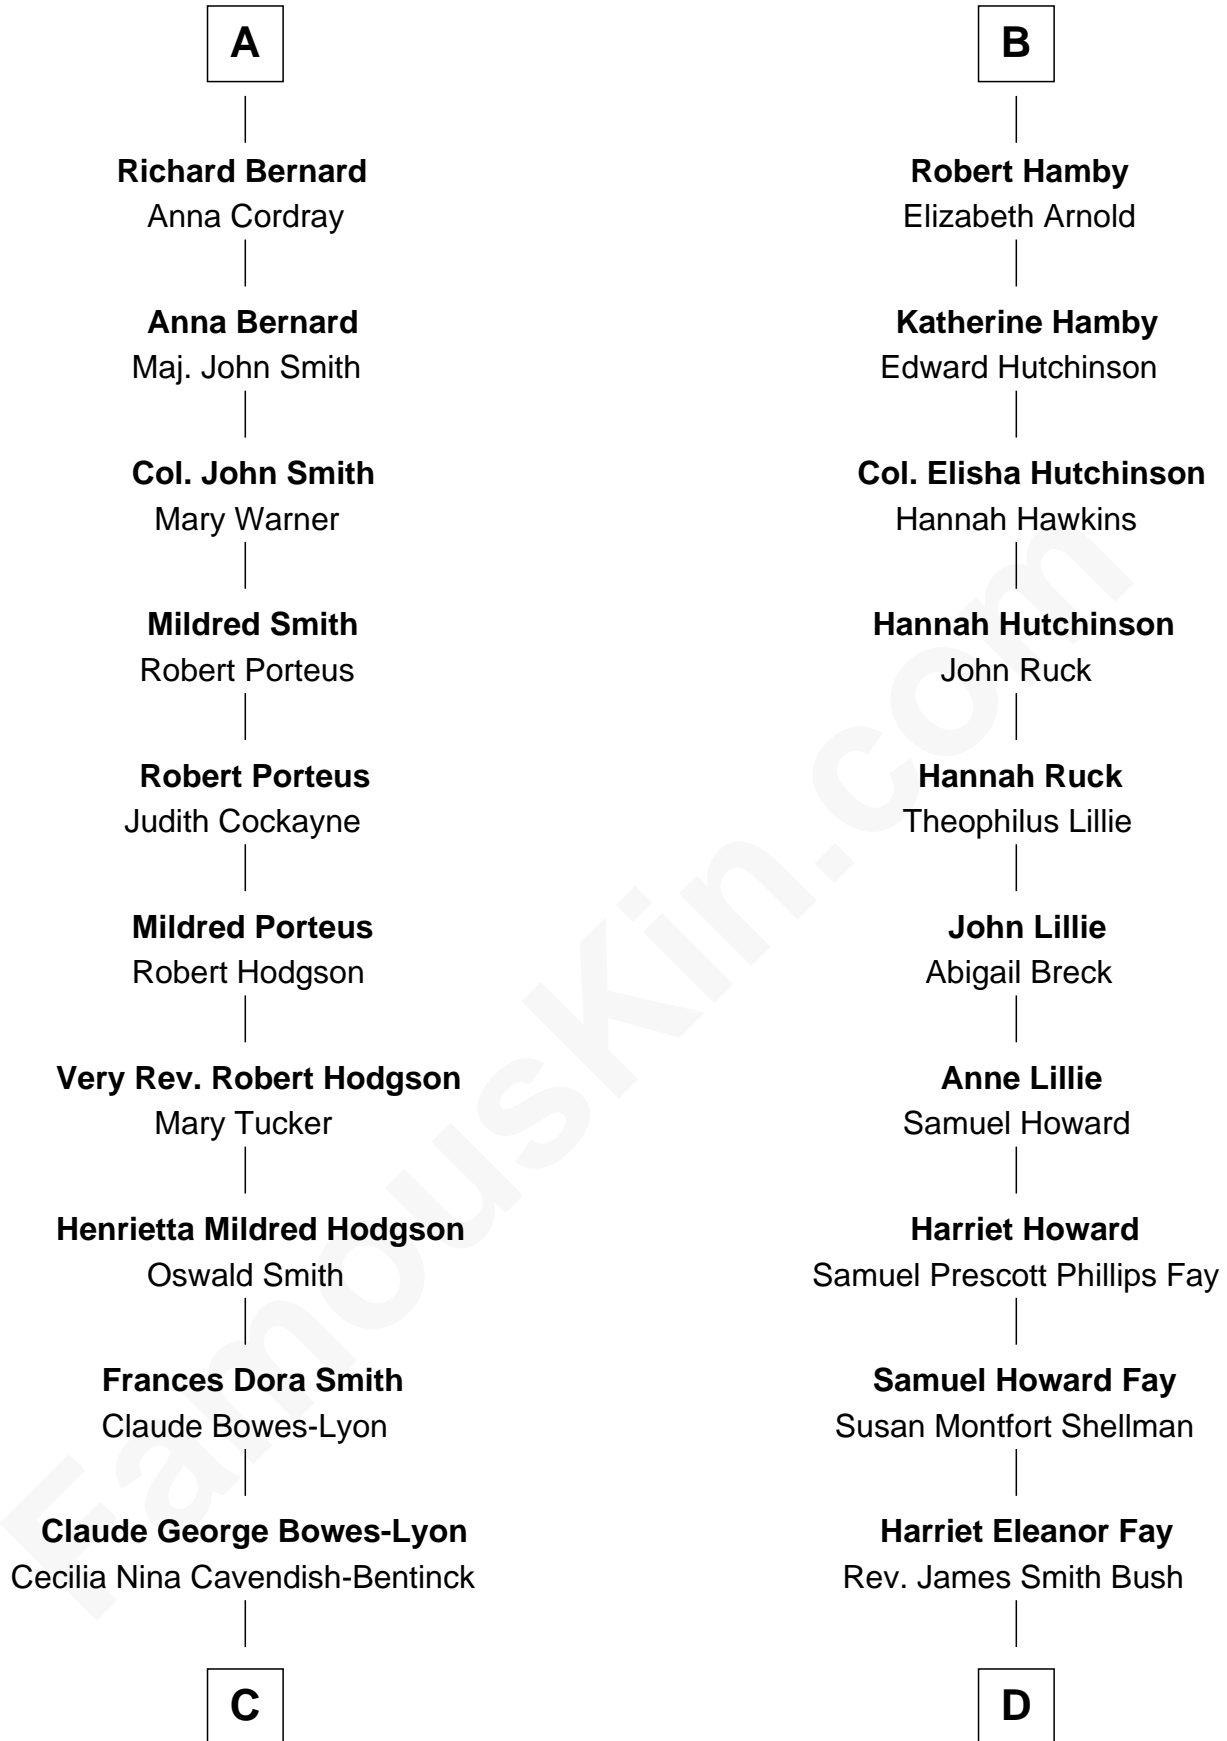 A
Richard Bernard
Anna Cordray
Anna Bernard
Maj. John Smith
Col. John Smith
Mary Warner
Mildred Smith
Robert Porteus
Robert Porteus
Judith Cockayne
Mildred Porteus
Robert Hodgson
Very Rev. Robert Hodgson
Mary Tucker
Henrietta Mildred Hodgson
Oswald Smith
Frances Dora Smith
Claude Bowes-Lyon
Claude George Bowes-Lyon
Cecilia Nina Cavendish-Bentinck
C
B
Robert Hamby
Elizabeth Arnold
Katherine Hamby
Edward Hutchinson
Col. Elisha Hutchinson
Hannah Hawkins
Hannah Hutchinson
John Ruck
Hannah Ruck
Theophilus Lillie
John Lillie
Abigail Breck
Anne Lillie
Samuel Howard
Harriet Howard
Samuel Prescott Phillips Fay
Samuel Howard Fay
Susan Montfort Shellman
Harriet Eleanor Fay
Rev. James Smith Bush
D
FamousKin.com